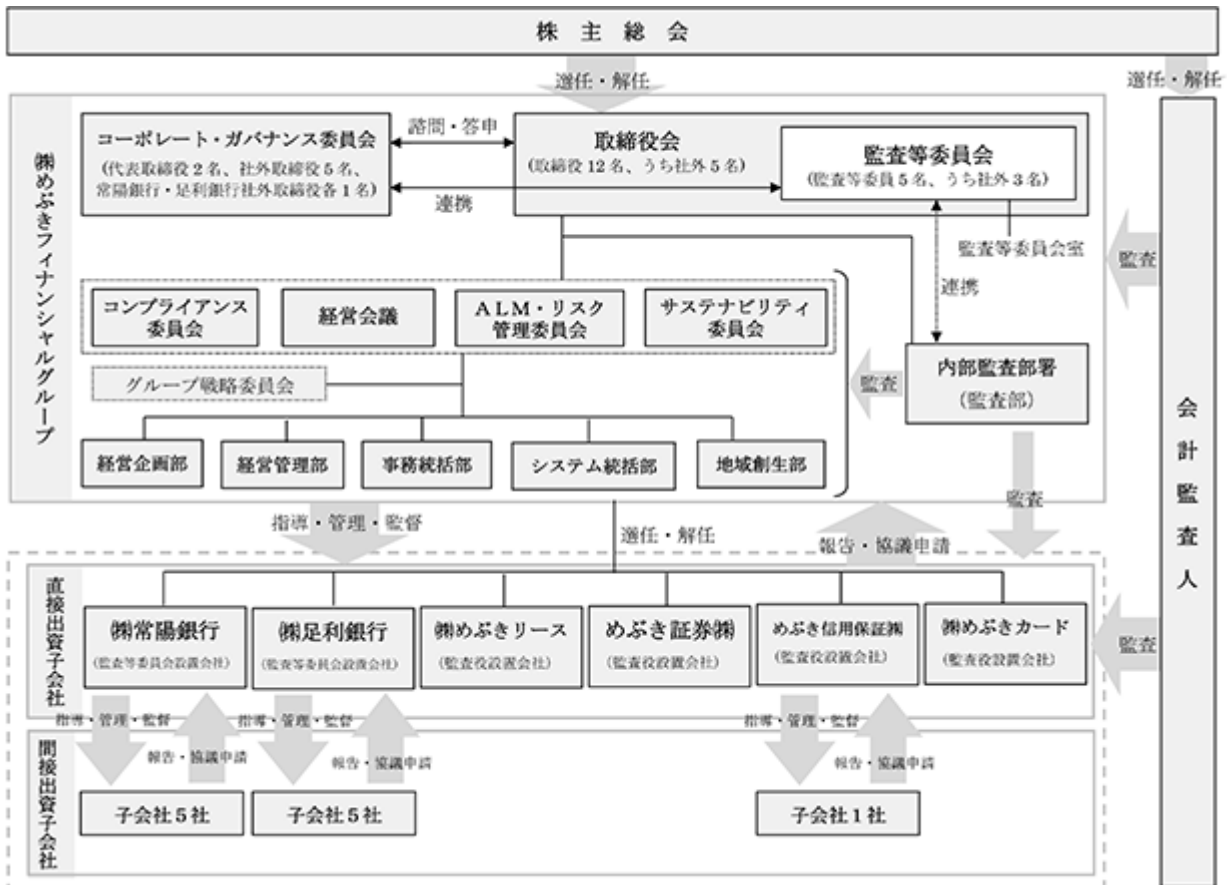 株主総会
選任・解任
選任・解任
㈱めぶきフィナンシャルグループ
コーポレート・ガバナンス委員会
(代表取締役2名、社外取締役5名、
常陽銀行・足利銀行社外取締役各1名)
諮問・答申
連携
取締役会
(取締役12名、うち社外5名)
監査等委員会
(監査等委員5名、うち社外3名)
監査等委員会室
連携
監査
コンプライアンス
委員会
経営会議
ALM・リスク
管理委員会
サステナビリティ
委員会
グループ戦略委員会
監査
内部監査部署
(監査部)
経営企画部
経営管理部
事務統括部
システム統括部
地域創生部
会計監査人
指導・管理・監督
選任・解任
報告・協議申請
監査
直接出資子会社
㈱常陽銀行
(監査等委員会設置会社)
㈱足利銀行
(監査等委員会設置会社)
㈱めぶきリース
(監査役設置会社)
めぶき証券㈱
(監査役設置会社)
めぶき信用保証㈱
(監査役設置会社)
㈱めぶきカード
(監査役設置会社)
監査
指導・管理・監督
報告・協議申請
指導・管理・監督
報告・協議申請
指導・管理・監督
報告・協議申請
間接出資子会社
子会社5社
子会社5社
子会社1社